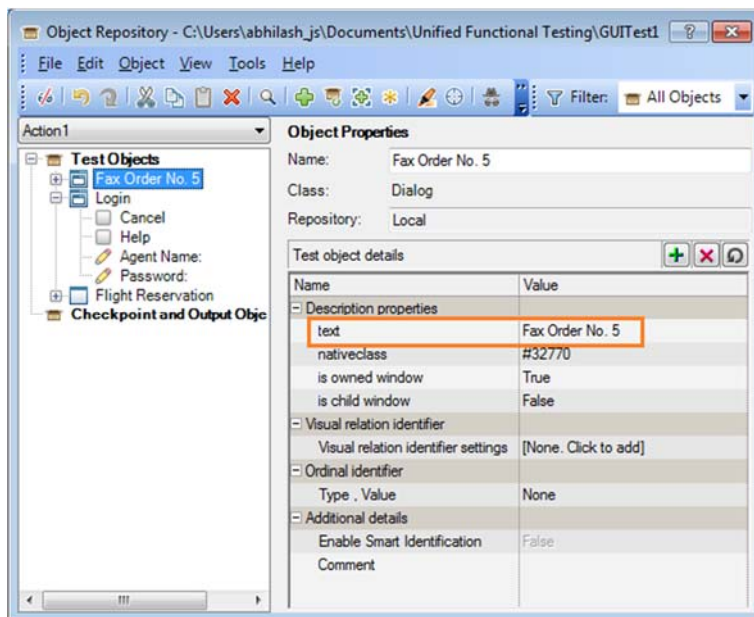 Object Repository - C:\Users\abhilash_js\Documents\Unified Functional Testing\GUITest1
File Edit Object View Tools Help
Filter: All Objects
Action1
Test Objects
Fax Order No. 5
Login
Cancel
Help
Agent Name:
Password:
Flight Reservation
Checkpoint and Output Obje
Object Properties
Name: Fax Order No. 5
Class: Dialog
Repository: Local
Test object details
Name Value
Description properties
text Fax Order No. 5
nativeclass #32770
is owned window True
is child window False
Visual relation identifier
Visual relation identifier settings [None. Click to add]
Ordinal identifier
Type , Value None
Additional details
Enable Smart Identification False
Comment